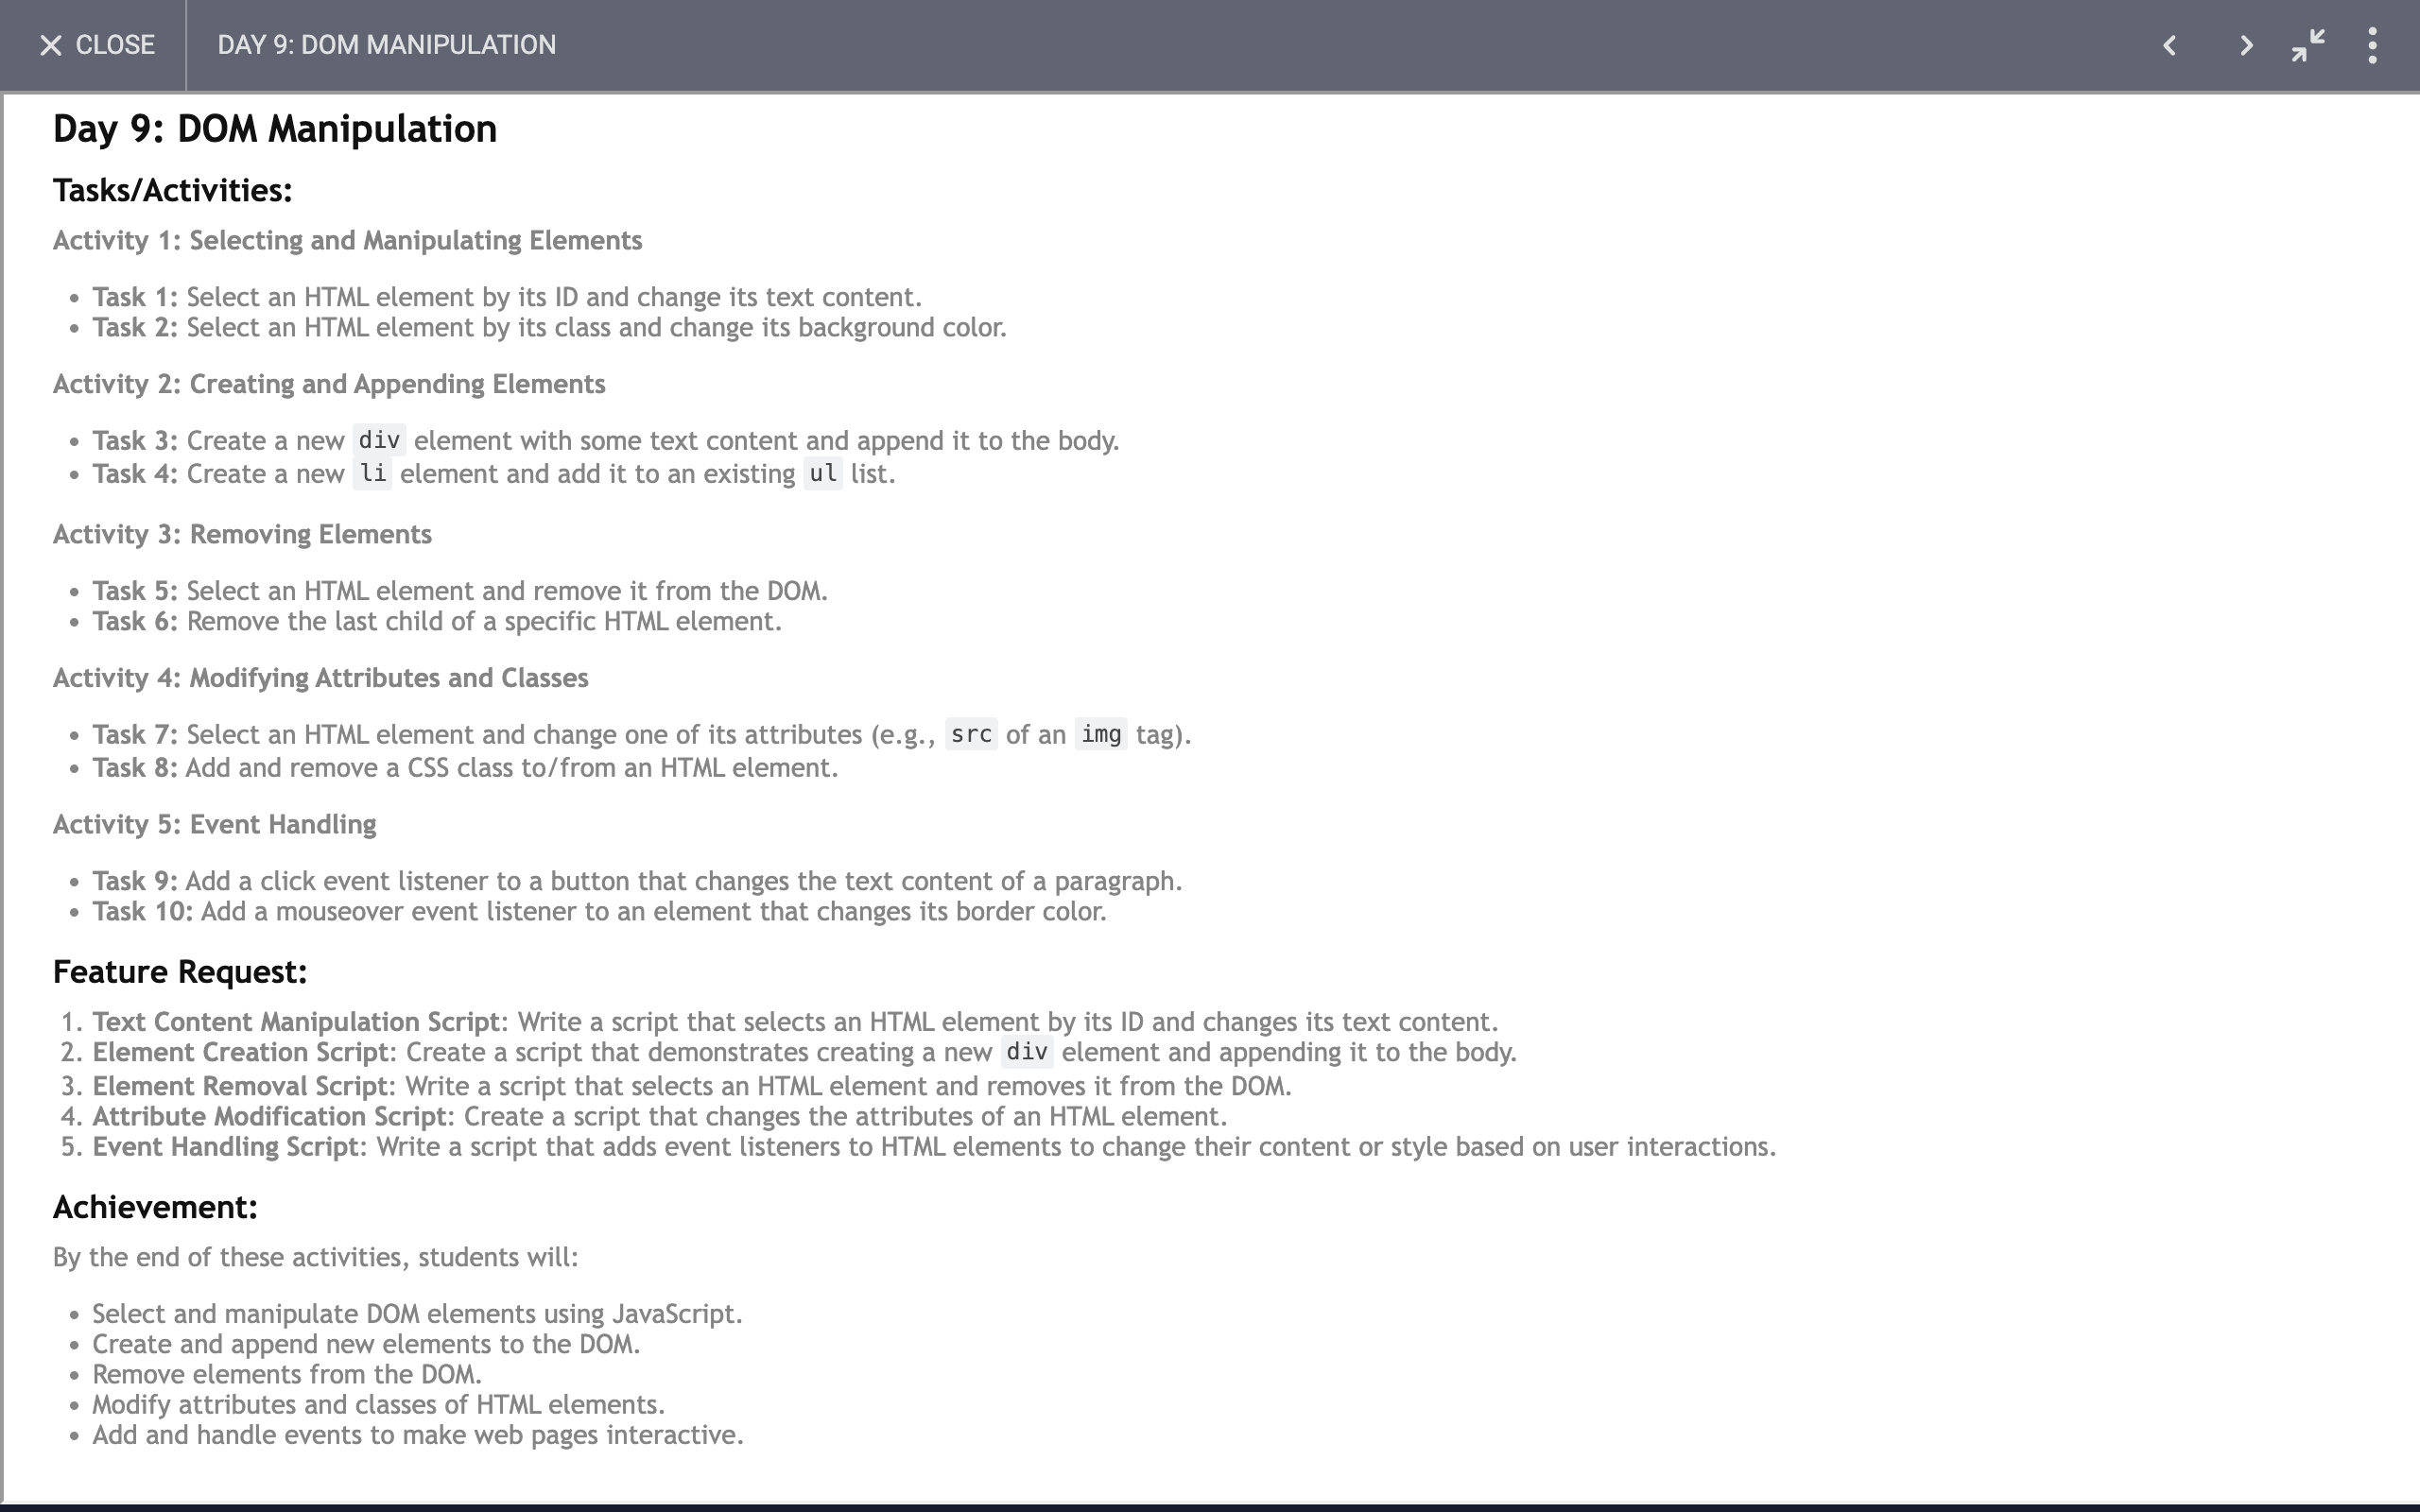 CLOSE
DAY 9: DOM MANIPULATION
Day 9: DOM Manipulation
Tasks/Activities:
Activity 1: Selecting and Manipulating Elements
• Task 1: Select an HTML element by its ID and change its text content.
• Task 2: Select an HTML element by its class and change its background color.
Activity 2: Creating and Appending Elements
• Task 3: Create a new div element with some text content and append it to the body.
• Task 4: Create a new li element and add it to an existing ul list.
Activity 3: Removing Elements
• Task 5: Select an HTML element and remove it from the DOM.
• Task 6: Remove the last child of a specific HTML element.
Activity 4: Modifying Attributes and Classes
• Task 7: Select an HTML element and change one of its attributes (e.g., src of an img tag).
• Task 8: Add and remove a CSS class to/from an HTML element.
Activity 5: Event Handling
• Task 9: Add a click event listener to a button that changes the text content of a paragraph.
• Task 10: Add a mouseover event listener to an element that changes its border color.
Feature Request:
1. Text Content Manipulation Script: Write a script that selects an HTML element by its ID and changes its text content.
2. Element Creation Script: Create a script that demonstrates creating a new div element and appending it to the body.
3. Element Removal Script: Write a script that selects an HTML element and removes it from the DOM.
4. Attribute Modification Script: Create a script that changes the attributes of an HTML element.
5. Event Handling Script: Write a script that adds event listeners to HTML elements to change their content or style based on user interactions.
Achievement:
By the end of these activities, students will:
• Select and manipulate DOM elements using JavaScript.
• Create and append new elements to the DOM.
• Remove elements from the DOM.
• Modify attributes and classes of HTML elements.
• Add and handle events to make web pages interactive.